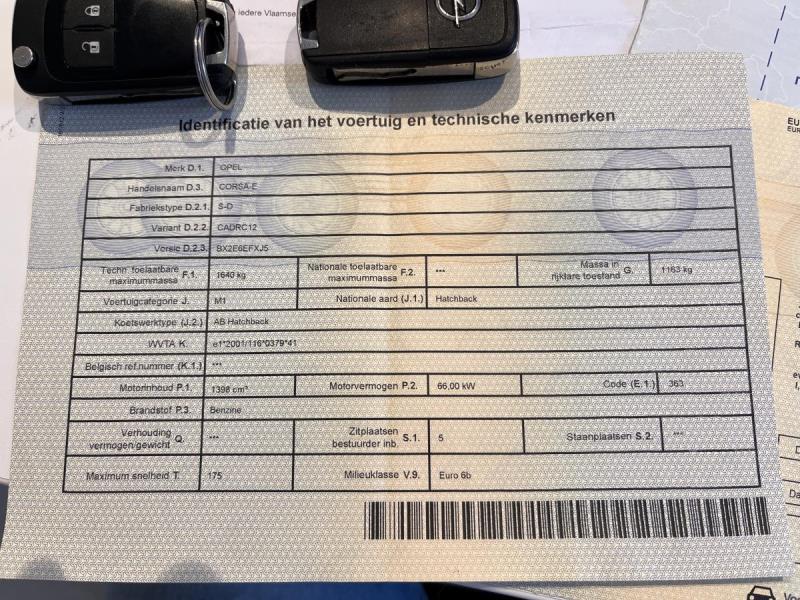 iedere Vlaamse
Identificatie van het voertuig en technische kenmerken
Merk D.1. OPEL
Handelsnaam D.3. CORSA-E
Fabriekstype D.2.1. S-D
Variant D.2.2. CADRC12
Versie D.2.3. BX2E6EFXJ5
Techn. toelaatbare maximummassa F.1. 1640 kg Nationale toelaatbare maximummassa F.2. *** Massa in rijklare toestand G. 1163 kg
Voertuigcategorie J. M1 Nationale aard (J.1.) Hatchback
Koetswerktype (J.2.) AB Hatchback
WVTA K. e1*2001/116*0379*41
Belgisch ref.nummer (K.1.) ***
Motorinhoud P.1. 1398 cm³ Motorvermogen P.2. 66,00 kW Code (E.1.) 363
Brandstof P.3. Benzine
Verhouding vermogen/gewicht Q. *** Zitplaatsen bestuurder inb. S.1. 5 Staanplaatsen S.2. ***
Maximum snelheid T. 175 Milieuklasse V.9. Euro 6b
EU
EUR
Da
Vo